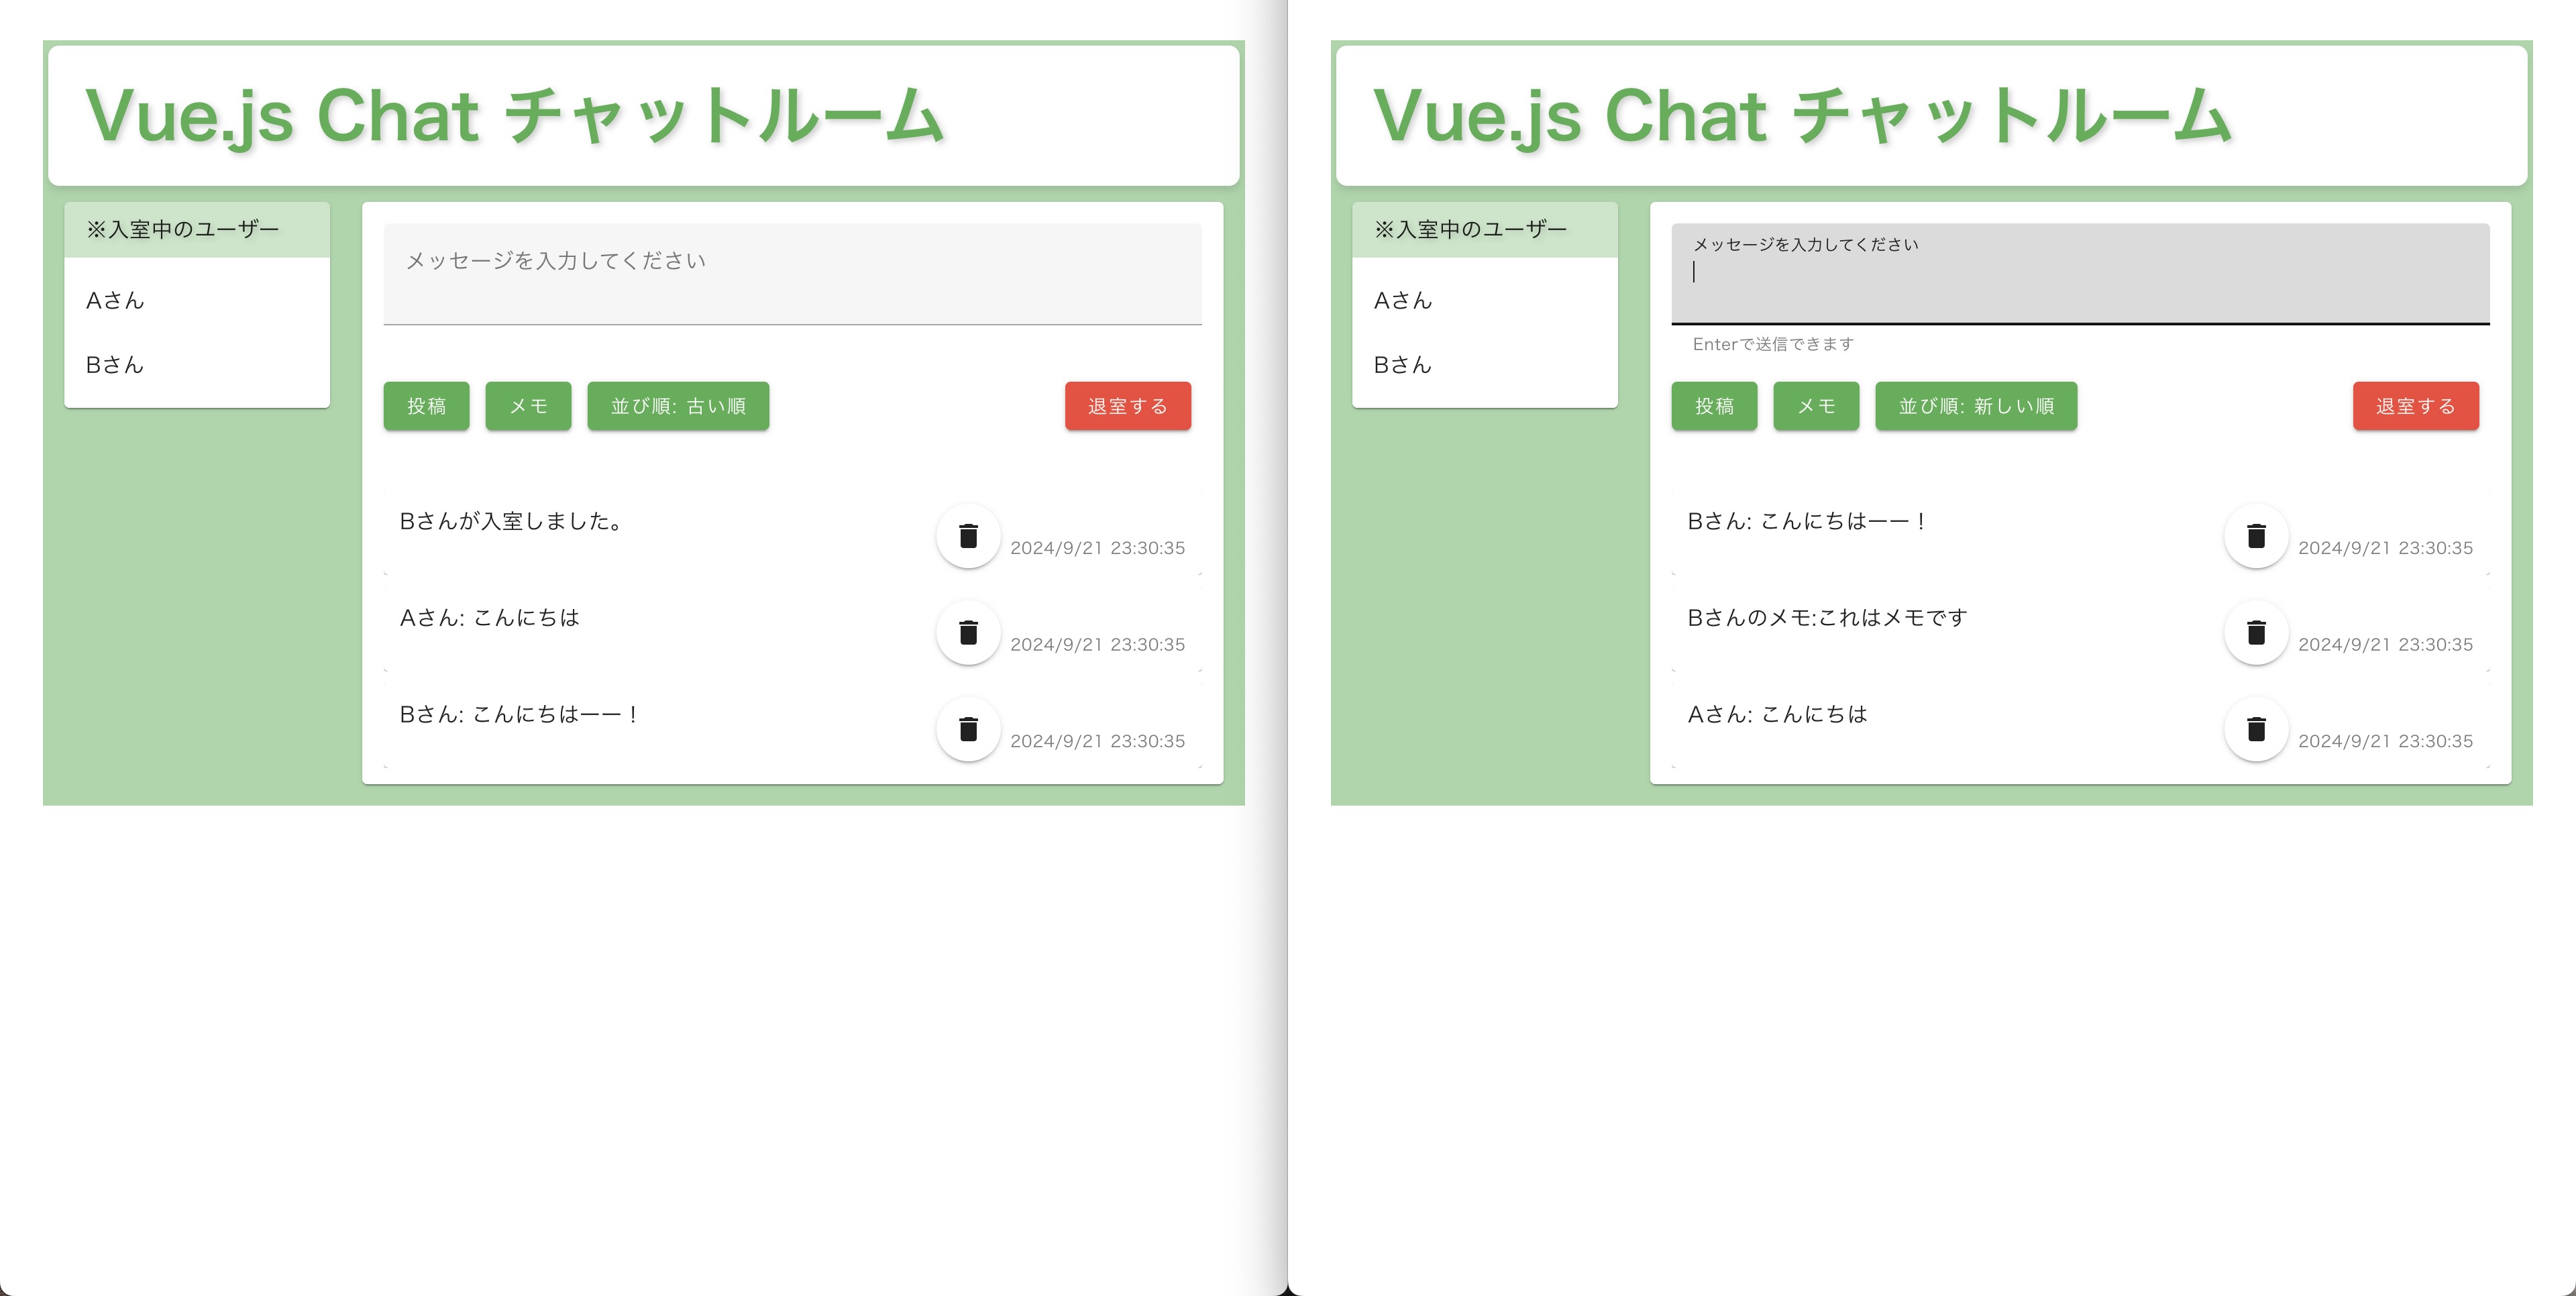 Vue.js Chat チャットルーム
※入室中のユーザー
Aさん
Bさん
メッセージを入力してください
投稿
メモ
並び順: 古い順
退室する
Bさんが入室しました。
2024/9/21 23:30:35
Aさん: こんにちは
2024/9/21 23:30:35
Bさん: こんにちはーー！
2024/9/21 23:30:35
Vue.js Chat チャットルーム
※入室中のユーザー
Aさん
Bさん
メッセージを入力してください
Enterで送信できます
投稿
メモ
並び順: 新しい順
退室する
Bさん: こんにちはーー！
2024/9/21 23:30:35
Bさんのメモ:これはメモです
2024/9/21 23:30:35
Aさん: こんにちは
2024/9/21 23:30:35